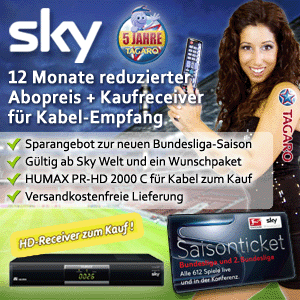 sky
5 JAHRE
TAGARO
12 Monate reduzierter
Abopreis + Kaufreceiver
für Kabel-Empfang
TAGARO
Sparangebot zur neuen Bundesliga-Saison
Gültig ab Sky Welt und ein Wunschpaket
HUMAX PR-HD 2000 C für Kabel zum Kauf
Versandkostenfreie Lieferung
HD-Receiver zum Kauf !
sky
sky
Saisonticket
Bundesliga und 2. Bundesliga
Alle 612 Spiele live
und in der Konferenz.